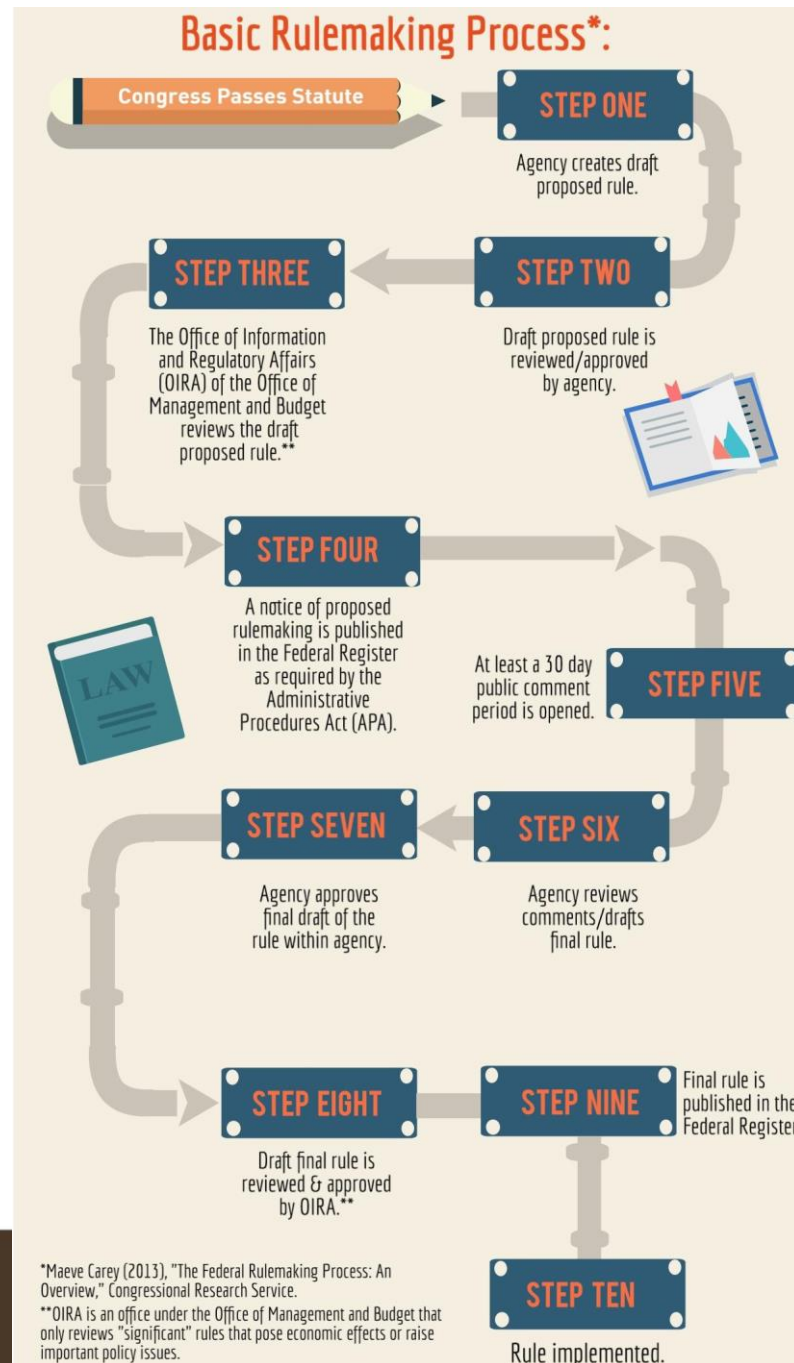 Basic Rulemaking Process*:
Congress Passes Statute
STEP ONE
Agency creates draft
proposed rule.
STEP TWO
Draft proposed rule is
reviewed/approved
by agency.
STEP THREE
The Office of Information
and Regulatory Affairs
(OIRA) of the Office of
Management and Budget
reviews the draft
proposed rule.**
STEP FOUR
A notice of proposed
rulemaking is published
in the Federal Register
as required by the
Administrative
Procedures Act (APA).
LAW
STEP FIVE
At least a 30 day
public comment
period is opened.
STEP SIX
Agency reviews
comments/drafts
final rule.
STEP SEVEN
Agency approves
final draft of the
rule within agency.
STEP EIGHT
Draft final rule is
reviewed & approved
by OIRA.**
STEP NINE
Final rule is
published in the
Federal Register
STEP TEN
Rule implemented.
*Maeve Carey (2013), "The Federal Rulemaking Process: An
Overview," Congressional Research Service.
**OIRA is an office under the Office of Management and Budget that
only reviews "significant" rules that pose economic effects or raise
important policy issues.